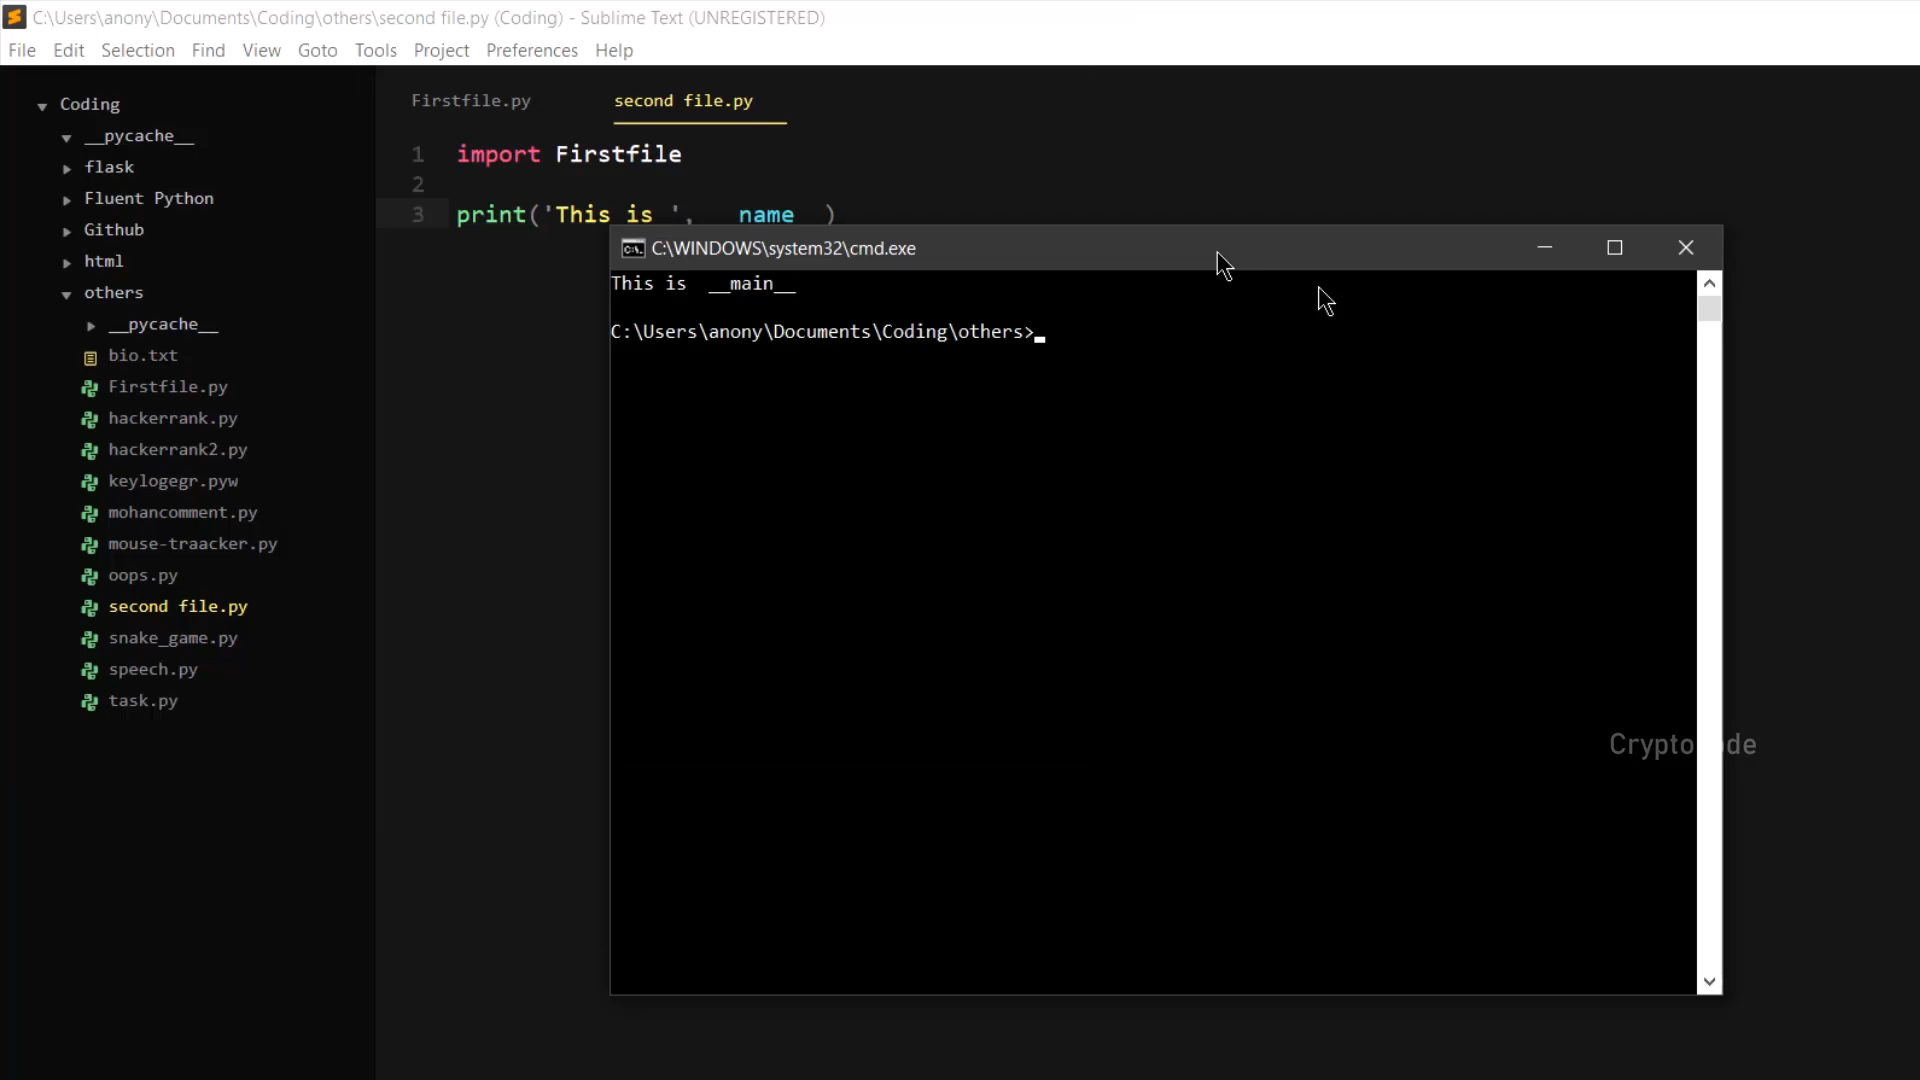 C:\Users\anony\Documents\Coding\others\second file.py (Coding) - Sublime Text (UNREGISTERED)
File Edit Selection Find View Goto Tools Project Preferences Help
Coding
__pycache__
flask
Fluent Python
Github
html
others
__pycache__
bio.txt
Firstfile.py
hackerrank.py
hackerrank2.py
keylogegr.pyw
mohancomment.py
mouse-traacker.py
oops.py
second file.py
snake_game.py
speech.py
task.py
Firstfile.py second file.py
1 import Firstfile
2
3 print('This is ', name )
C:\WINDOWS\system32\cmd.exe
This is  __main__
C:\Users\anony\Documents\Coding\others>